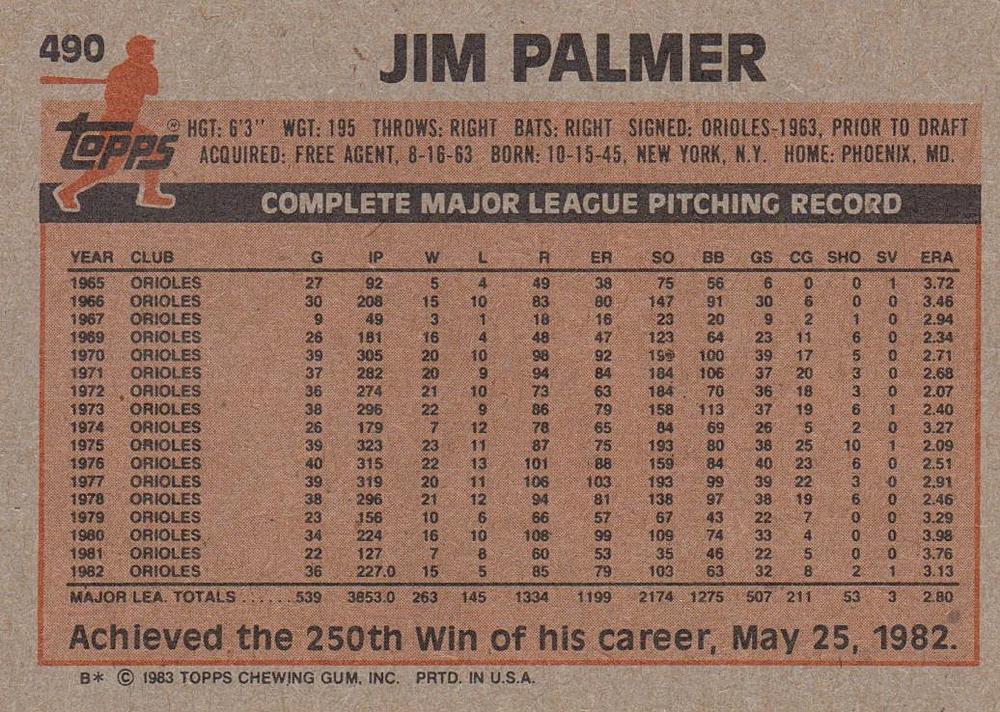 490
JIM PALMER
Topps ® HGT: 6'3" WGT: 195 THROWS: RIGHT BATS: RIGHT SIGNED: ORIOLES-1963, PRIOR TO DRAFT
ACQUIRED: FREE AGENT, 8-16-63 BORN: 10-15-45, NEW YORK, N.Y. HOME: PHOENIX, MD.
COMPLETE MAJOR LEAGUE PITCHING RECORD
YEAR CLUB G IP W L R ER SO BB GS CG SHO SV ERA
1965 ORIOLES 27 92 5 4 49 38 75 56 6 0 0 1 3.72
1966 ORIOLES 30 208 15 10 83 80 147 91 30 6 0 0 3.46
1967 ORIOLES 9 49 3 1 18 16 23 20 9 2 1 0 2.94
1969 ORIOLES 26 181 16 4 48 47 123 64 23 11 6 0 2.34
1970 ORIOLES 39 305 20 10 98 92 199 100 39 17 5 0 2.71
1971 ORIOLES 37 282 20 9 94 84 184 106 37 20 3 0 2.68
1972 ORIOLES 36 274 21 10 73 63 184 70 36 18 3 0 2.07
1973 ORIOLES 38 296 22 9 86 79 158 113 37 19 6 1 2.40
1974 ORIOLES 26 179 7 12 78 65 84 69 26 5 2 0 3.27
1975 ORIOLES 39 323 23 11 87 75 193 80 38 25 10 1 2.09
1976 ORIOLES 40 315 22 13 101 88 159 84 40 23 6 0 2.51
1977 ORIOLES 39 319 20 11 106 103 193 99 39 22 3 0 2.91
1978 ORIOLES 38 296 21 12 94 81 138 97 38 19 6 0 2.46
1979 ORIOLES 23 156 10 6 66 57 67 43 22 7 0 0 3.29
1980 ORIOLES 34 224 16 10 108 99 109 74 33 4 0 0 3.98
1981 ORIOLES 22 127 7 8 60 53 35 46 22 5 0 0 3.76
1982 ORIOLES 36 227.0 15 5 85 79 103 63 32 8 2 1 3.13
MAJOR LEA. TOTALS ......539 3853.0 263 145 1334 1199 2174 1275 507 211 53 3 2.80
Achieved the 250th Win of his career, May 25, 1982.
B* © 1983 TOPPS CHEWING GUM, INC. PRTD. IN U.S.A.